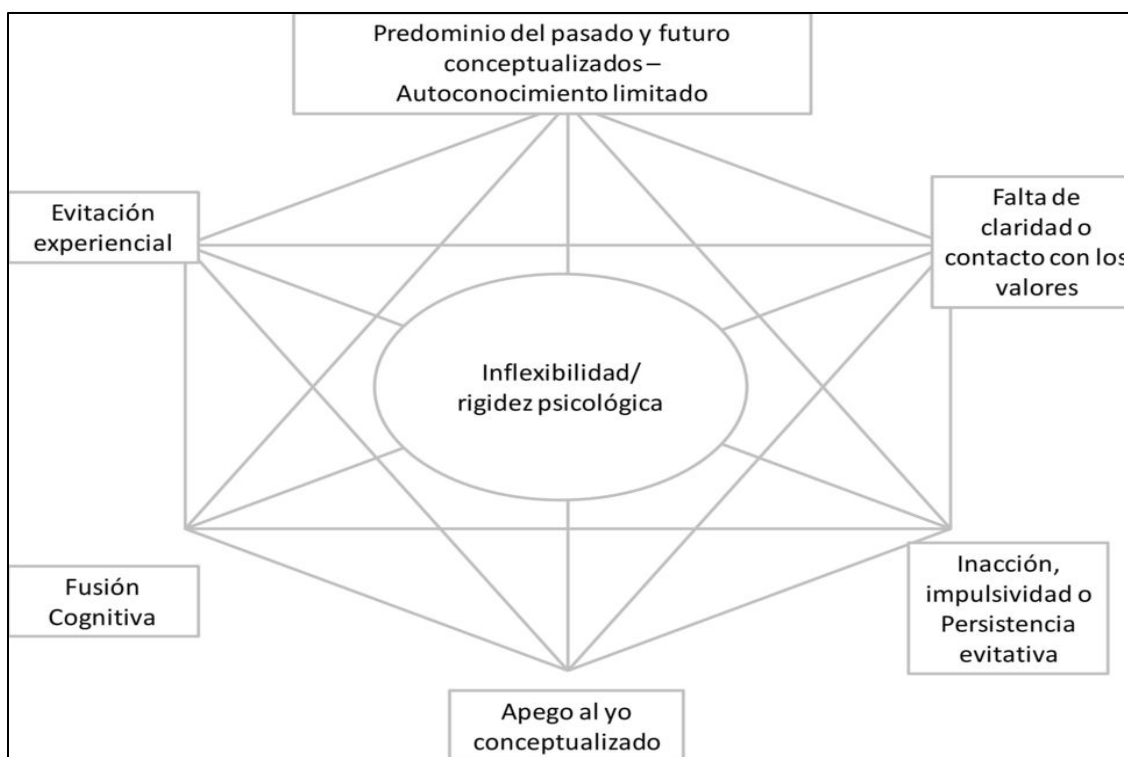 Predominio del pasado y futuro
conceptualizados –
Autoconocimiento limitado
Evitación
experiencial
Falta de
claridad o
contacto con los
valores
Inflexibilidad/
rigidez psicológica
Fusión
Cognitiva
Inacción,
impulsividad o
Persistencia
evitativa
Apego al yo
conceptualizado